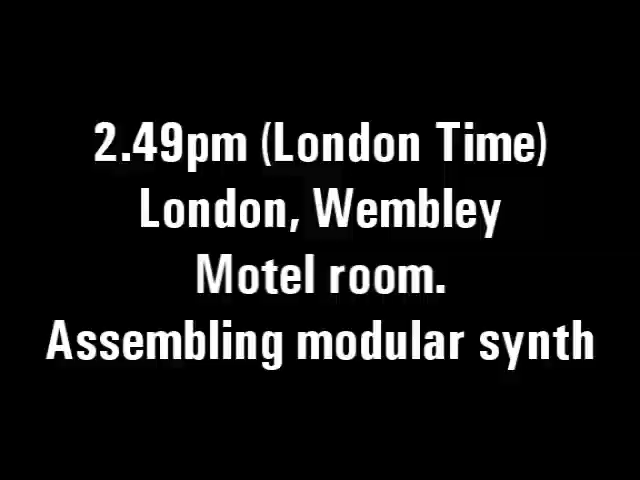 2.49pm (London Time)
London, Wembley
Motel room.
Assembling modular synth